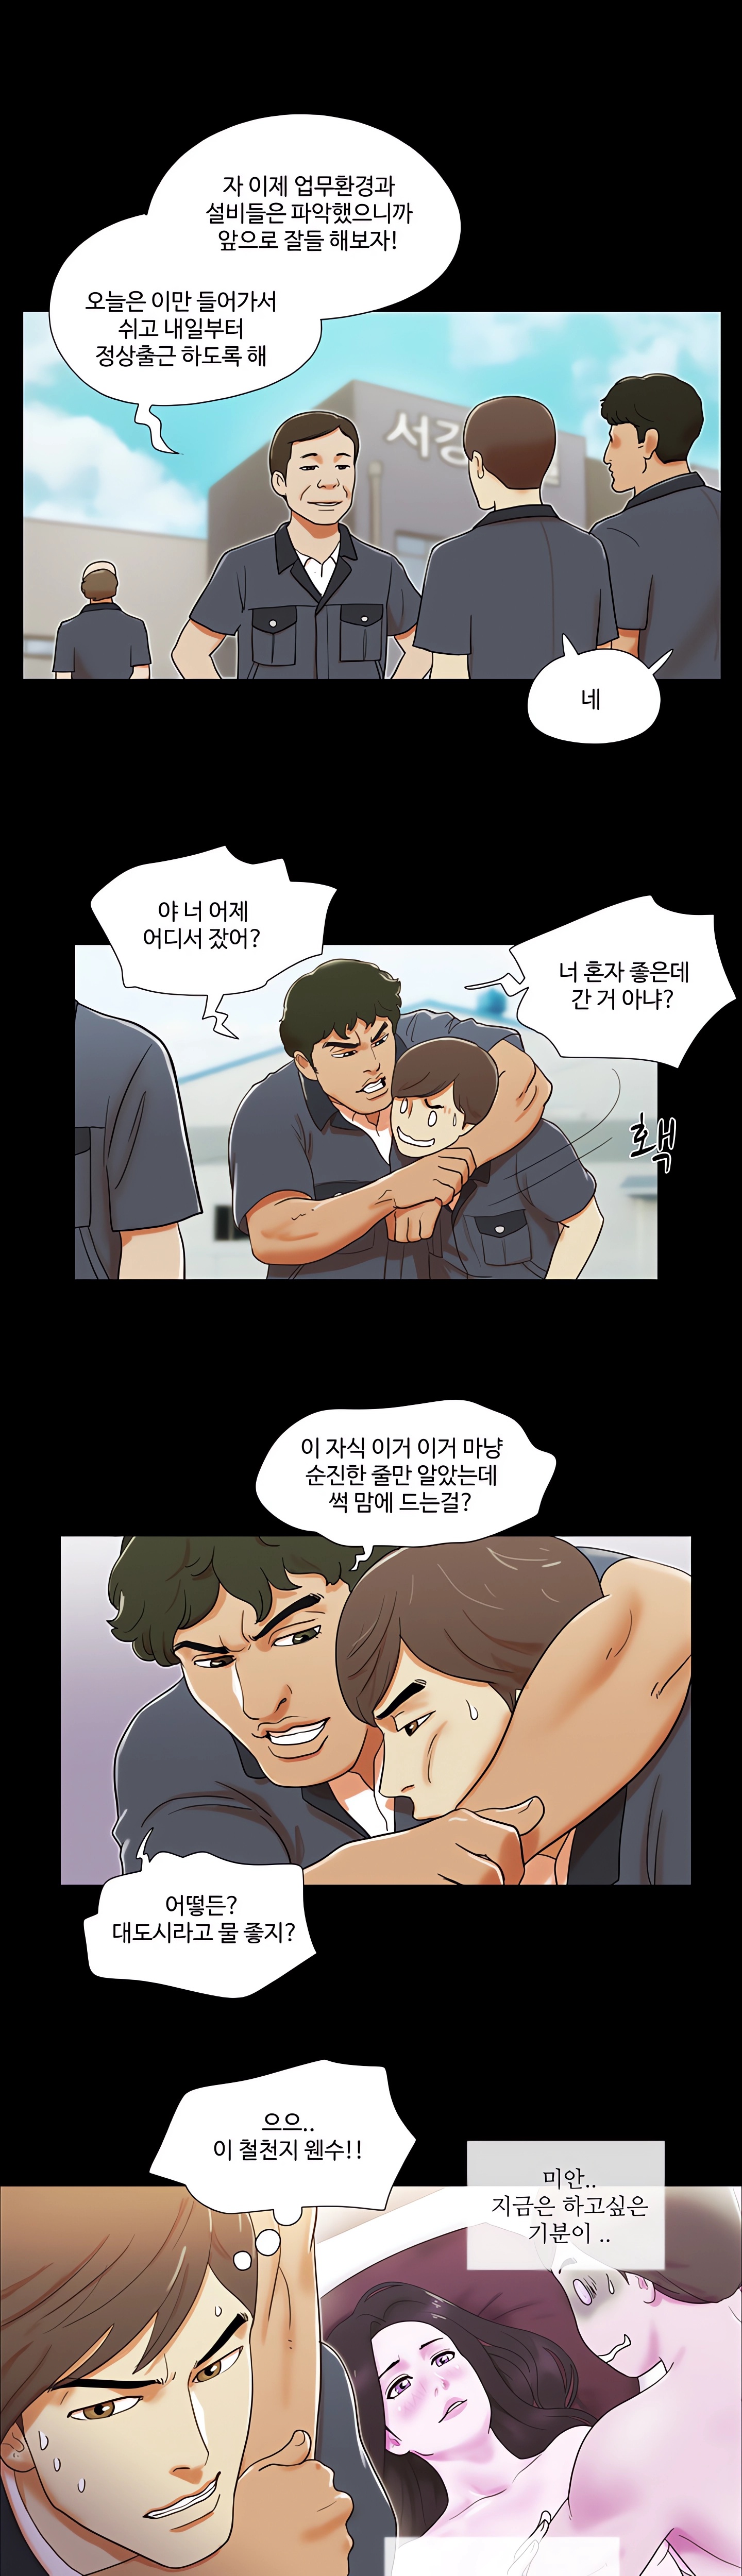 자 이제 업무환경과
설비들은 파악했으니까
앞으로 잘들 해보자!
오늘은 이만 들어가서
쉬고 내일부터
정상출근 하도록 해
서강
네
야 너 어제
어디서 잤어?
너 혼자 좋은데
간 거 아냐?
홱
이 자식 이거 이거 마냥
순진한 줄만 알았는데
썩 맘에 드는걸?
어떻든?
대도시라고 물 좋지?
으으..
이 철천지 웬수!!
미안..
지금은 하고싶은
기분이 ..